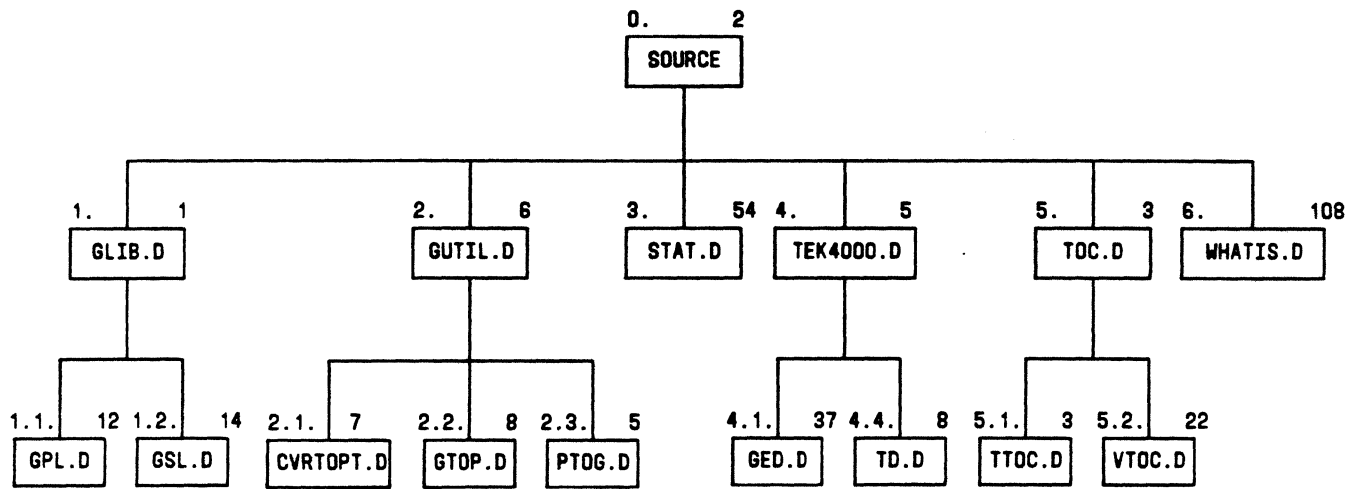 0. 2
SOURCE
1. 1 2. 6 3. 54 4. 5 5. 3 6. 108
GLIB.D GUTIL.D STAT.D TEK4000.D TOC.D WHATIS.D
1.1. 12 1.2. 14 2.1. 7 2.2. 8 2.3. 5 4.1. 37 4.4. 8 5.1. 3 5.2. 22
GPL.D GSL.D CVRTOPT.D GTOP.D PTOG.D GED.D TD.D TTOC.D VTOC.D